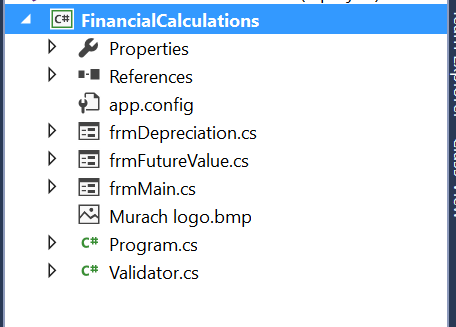 C# FinancialCalculations
Properties
References
app.config
frmDepreciation.cs
frmFutureValue.cs
frmMain.cs
Murach logo.bmp
C# Program.cs
C# Validator.cs